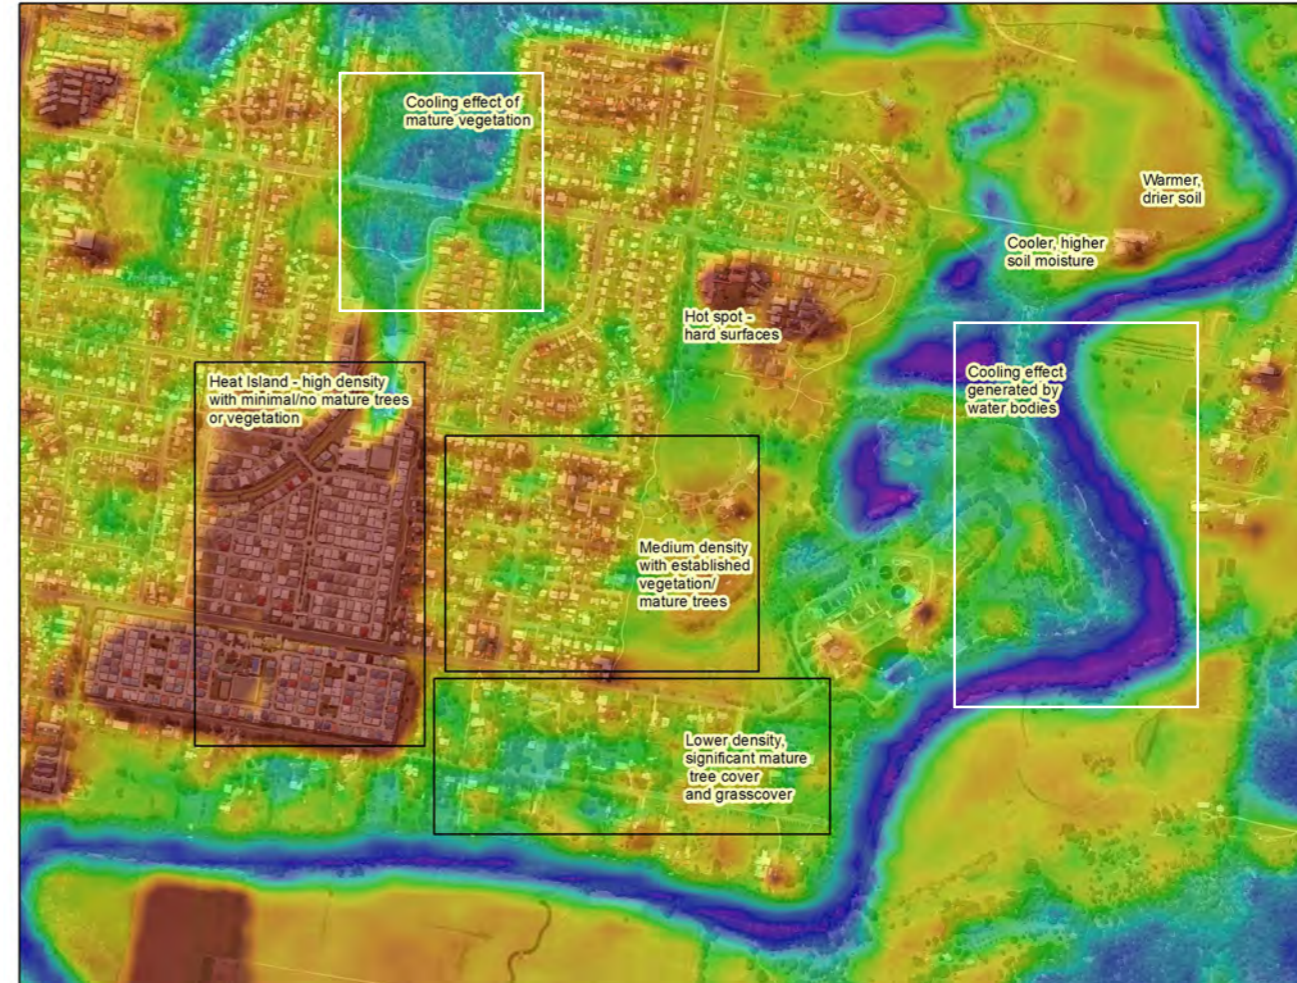 Cooling effect of
mature vegetation
Warmer,
drier soil
Cooler, higher
soil moisture
Hot spot -
hard surfaces
Cooling effect
generated by
water bodies
Heat Island - high density
with minimal/no mature trees
or vegetation
Medium density
with established
vegetation/
mature trees
Lower density,
significant mature
tree cover
and grasscover